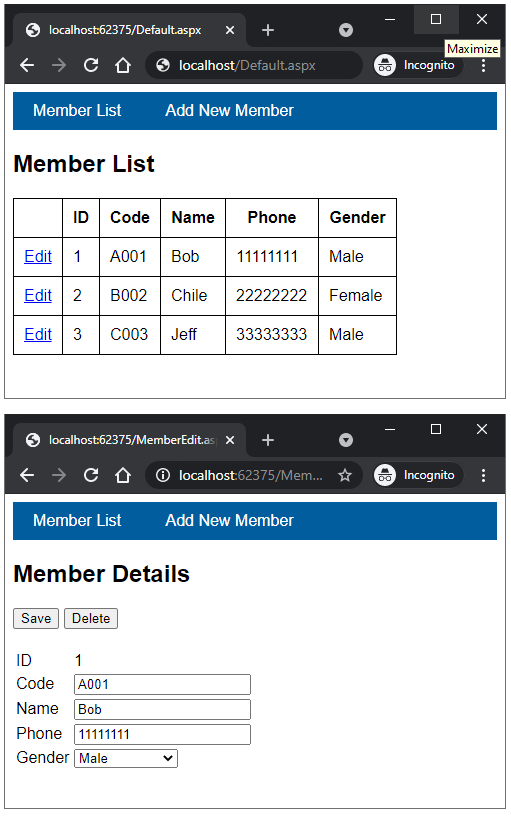 localhost:62375/Default.aspx
Maximize
localhost/Default.aspx
Incognito
Member List Add New Member
Member List
ID Code Name Phone Gender
Edit 1 A001 Bob 11111111 Male
Edit 2 B002 Chile 22222222 Female
Edit 3 C003 Jeff 33333333 Male
localhost:62375/MemberEdit.as
localhost:62375/Mem...
Incognito
Member List Add New Member
Member Details
Save Delete
ID 1
Code A001
Name Bob
Phone 11111111
Gender Male